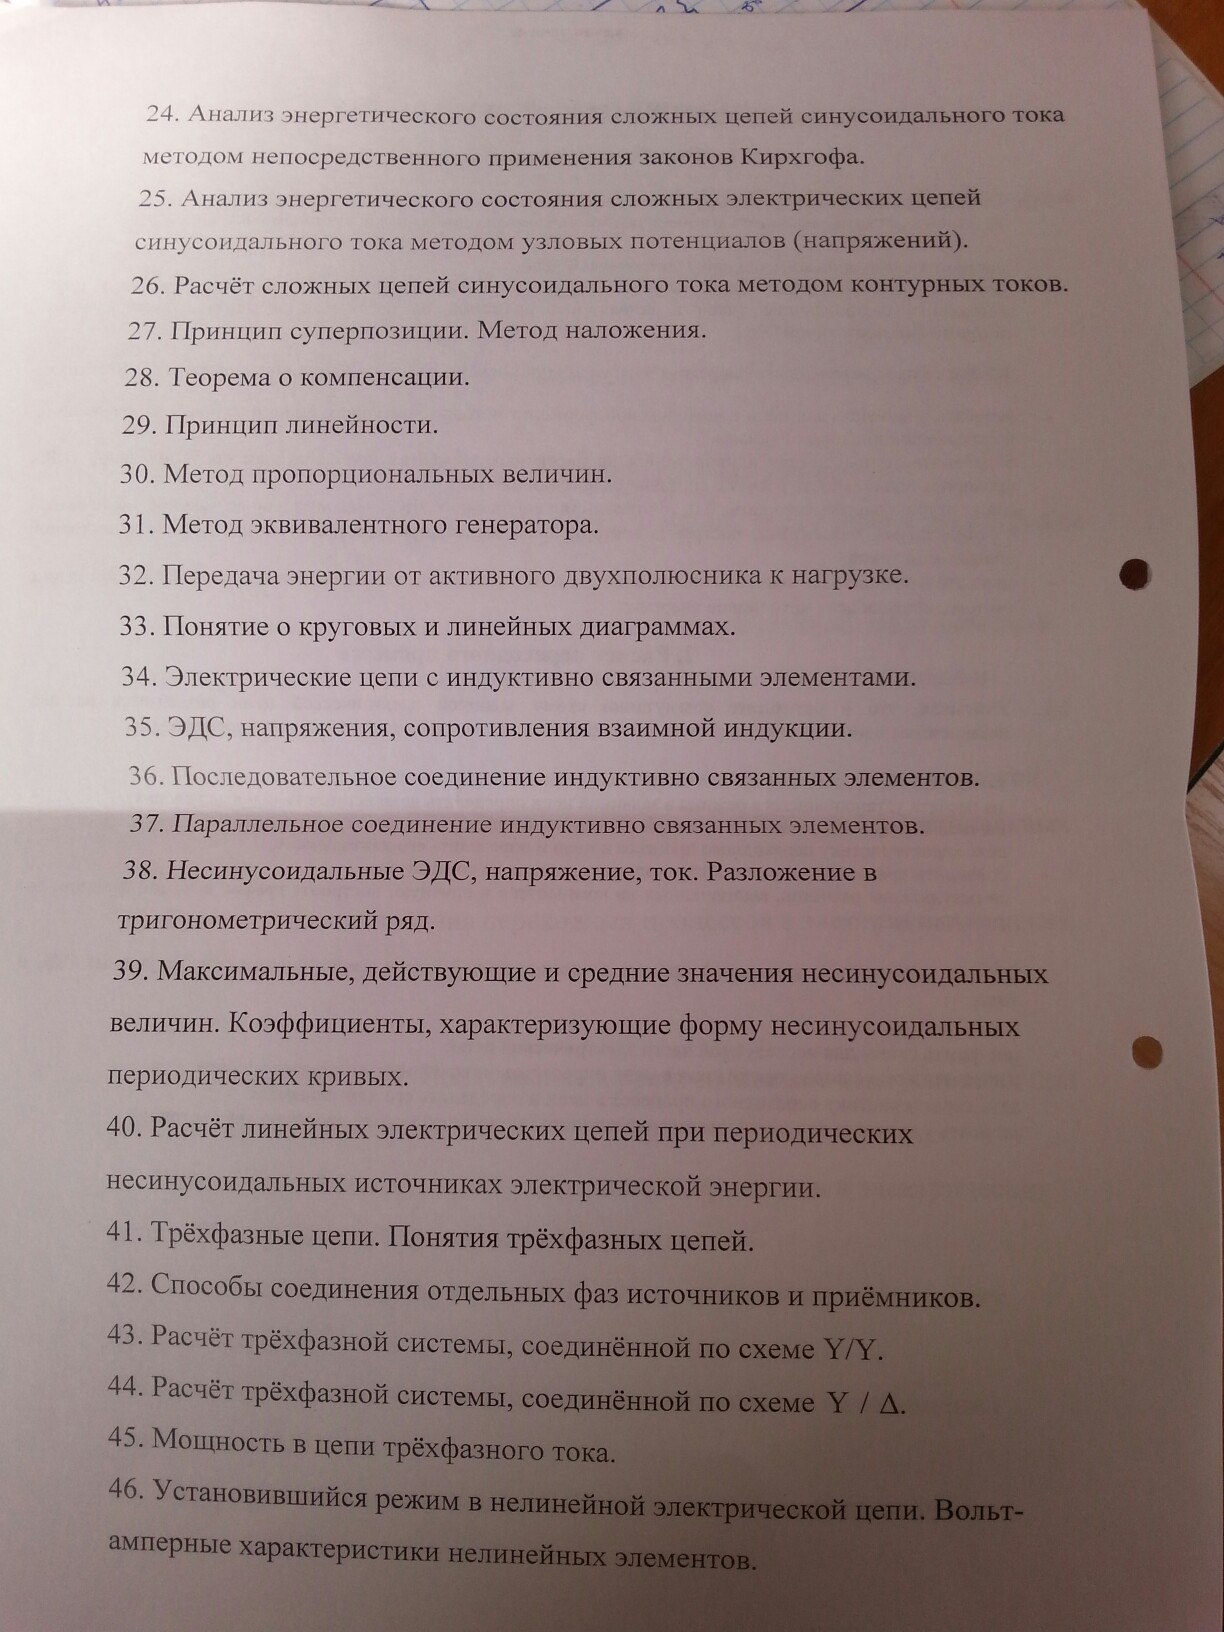 24. Анализ энергетического состояния сложных цепей синусоидального тока
методом непосредственного применения законов Кирхгофа.
25. Анализ энергетического состояния сложных электрических цепей
синусоидального тока методом узловых потенциалов (напряжений).
26. Расчёт сложных цепей синусоидального тока методом контурных токов.
27. Принцип суперпозиции. Метод наложения.
28. Теорема о компенсации.
29. Принцип линейности.
30. Метод пропорциональных величин.
31. Метод эквивалентного генератора.
32. Передача энергии от активного двухполюсника к нагрузке.
33. Понятие о круговых и линейных диаграммах.
34. Электрические цепи с индуктивно связанными элементами.
35. ЭДС, напряжения, сопротивления взаимной индукции.
36. Последовательное соединение индуктивно связанных элементов.
37. Параллельное соединение индуктивно связанных элементов.
38. Несинусоидальные ЭДС, напряжение, ток. Разложение в
тригонометрический ряд.
39. Максимальные, действующие и средние значения несинусоидальных
величин. Коэффициенты, характеризующие форму несинусоидальных
периодических кривых.
40. Расчёт линейных электрических цепей при периодических
несинусоидальных источниках электрической энергии.
41. Трёхфазные цепи. Понятия трёхфазных цепей.
42. Способы соединения отдельных фаз источников и приёмников.
43. Расчёт трёхфазной системы, соединённой по схеме Y/Y.
44. Расчёт трёхфазной системы, соединённой по схеме Y / Δ.
45. Мощность в цепи трёхфазного тока.
46. Установившийся режим в нелинейной электрической цепи. Вольт-
амперные характеристики нелинейных элементов.